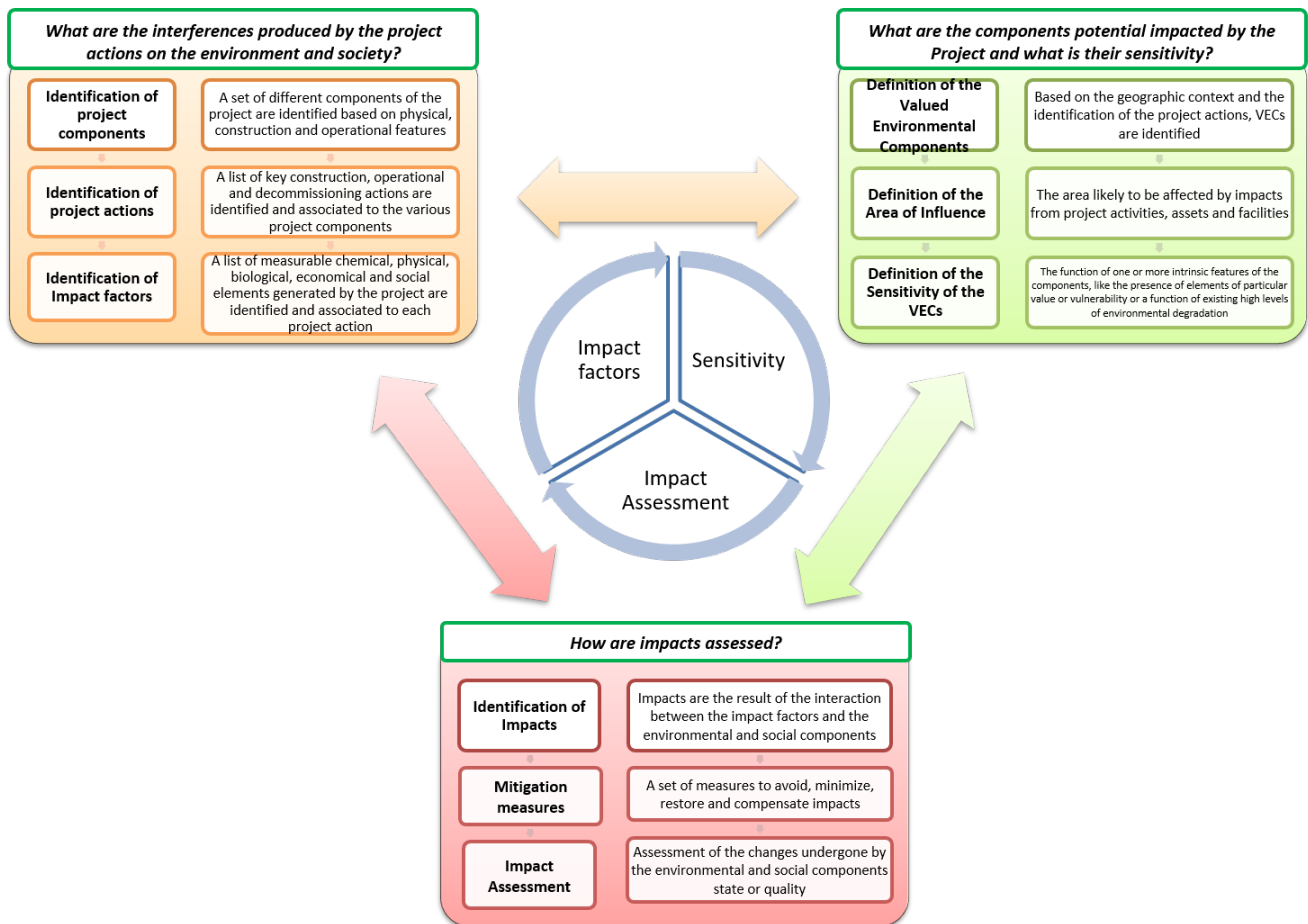 What are the interferences produced by the project
actions on the environment and society?
Identification of
project
components
A set of different components of the
project are identified based on physical,
construction and operational features
Identification of
project actions
A list of key construction, operational
and decommissioning actions are
identified and associated to the various
project components
Identification of
Impact factors
A list of measurable chemical, physical,
biological, economical and social
elements generated by the project are
identified and associated to each
project action
What are the components potential impacted by the
Project and what is their sensitivity?
Definition of the
Valued
Environmental
Components
Based on the geographic context and the
identification of the project actions, VECs
are identified
Definition of the
Area of Influence
The area likely to be affected by impacts
from project activities, assets and facilities
Definition of the
Sensitivity of the
VECs
The function of one or more intrinsic features of the
components, like the presence of elements of particular
value or vulnerability or a function of existing high levels
of environmental degradation
Impact
factors
Sensitivity
Impact
Assessment
How are impacts assessed?
Identification of
Impacts
Impacts are the result of the interaction
between the impact factors and the
environmental and social components
Mitigation
measures
A set of measures to avoid, minimize,
restore and compensate impacts
Impact
Assessment
Assessment of the changes undergone by
the environmental and social components
state or quality